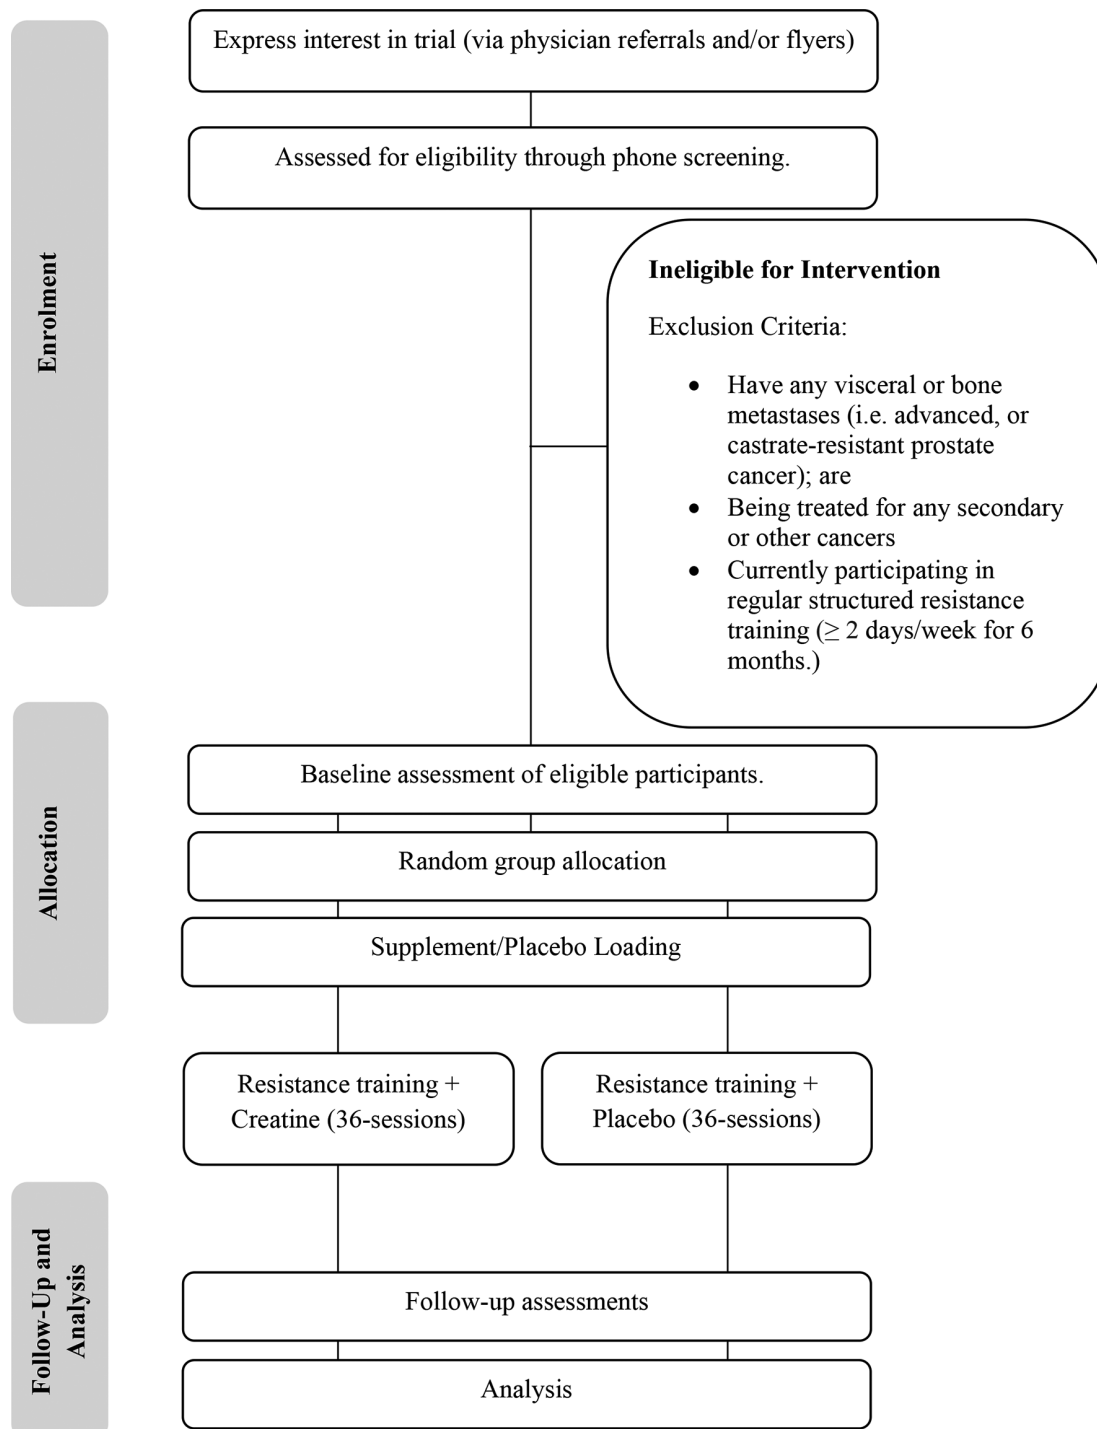 Express interest in trial (via physician referrals and/or flyers)
Assessed for eligibility through phone screening.
Enrolment
Ineligible for Intervention
Exclusion Criteria:
• Have any visceral or bone
metastases (i.e. advanced, or
castrate-resistant prostate
cancer); are
• Being treated for any secondary
or other cancers
• Currently participating in
regular structured resistance
training (≥ 2 days/week for 6
months.)
Allocation
Baseline assessment of eligible participants.
Random group allocation
Supplement/Placebo Loading
Resistance training +
Creatine (36-sessions)
Resistance training +
Placebo (36-sessions)
Follow-Up and
Analysis
Follow-up assessments
Analysis